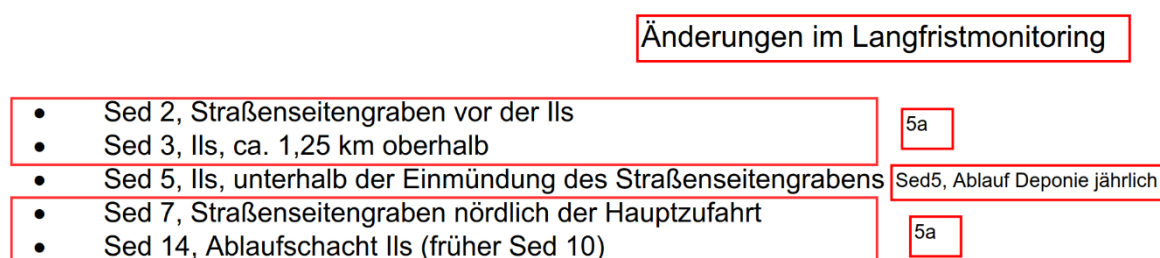 Änderungen im Langfristmonitoring
• Sed 2, Straßenseitengraben vor der Ils
5a
• Sed 3, Ils, ca. 1,25 km oberhalb
• Sed 5, Ils, unterhalb der Einmündung des Straßenseitengrabens Sed5, Ablauf Deponie jährlich
• Sed 7, Straßenseitengraben nördlich der Hauptzufahrt
5a
• Sed 14, Ablaufschacht Ils (früher Sed 10)